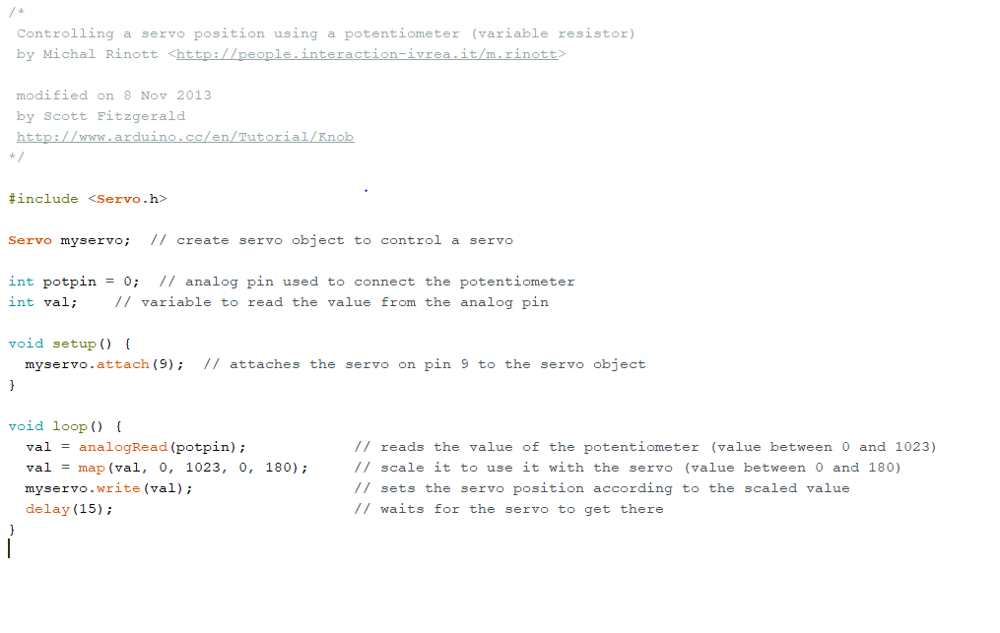 /*
 Controlling a servo position using a potentiometer (variable resistor)
 by Michal Rinott <http://people.interaction-ivrea.it/m.rinott>

 modified on 8 Nov 2013
 by Scott Fitzgerald
 http://www.arduino.cc/en/Tutorial/Knob
*/

#include <Servo.h>

Servo myservo;  // create servo object to control a servo

int potpin = 0;  // analog pin used to connect the potentiometer
int val;    // variable to read the value from the analog pin

void setup() {
  myservo.attach(9);  // attaches the servo on pin 9 to the servo object
}

void loop() {
  val = analogRead(potpin);            // reads the value of the potentiometer (value between 0 and 1023)
  val = map(val, 0, 1023, 0, 180);     // scale it to use it with the servo (value between 0 and 180)
  myservo.write(val);                  // sets the servo position according to the scaled value
  delay(15);                           // waits for the servo to get there
}